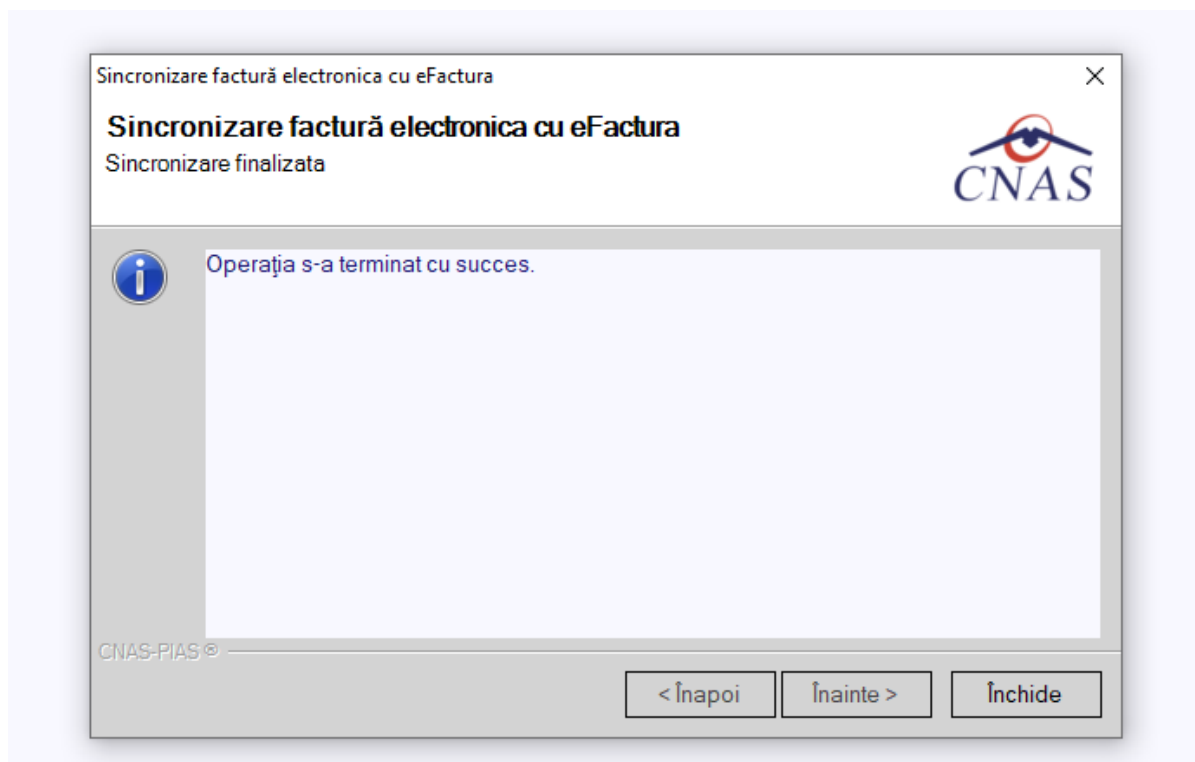 Sincronizare factură electronica cu eFactura
Sincronizare factură electronica cu eFactura
Sincronizare finalizata
CNAS
Operaţia s-a terminat cu succes.
CNAS-PIAS ®
< Înapoi
Înainte >
Închide